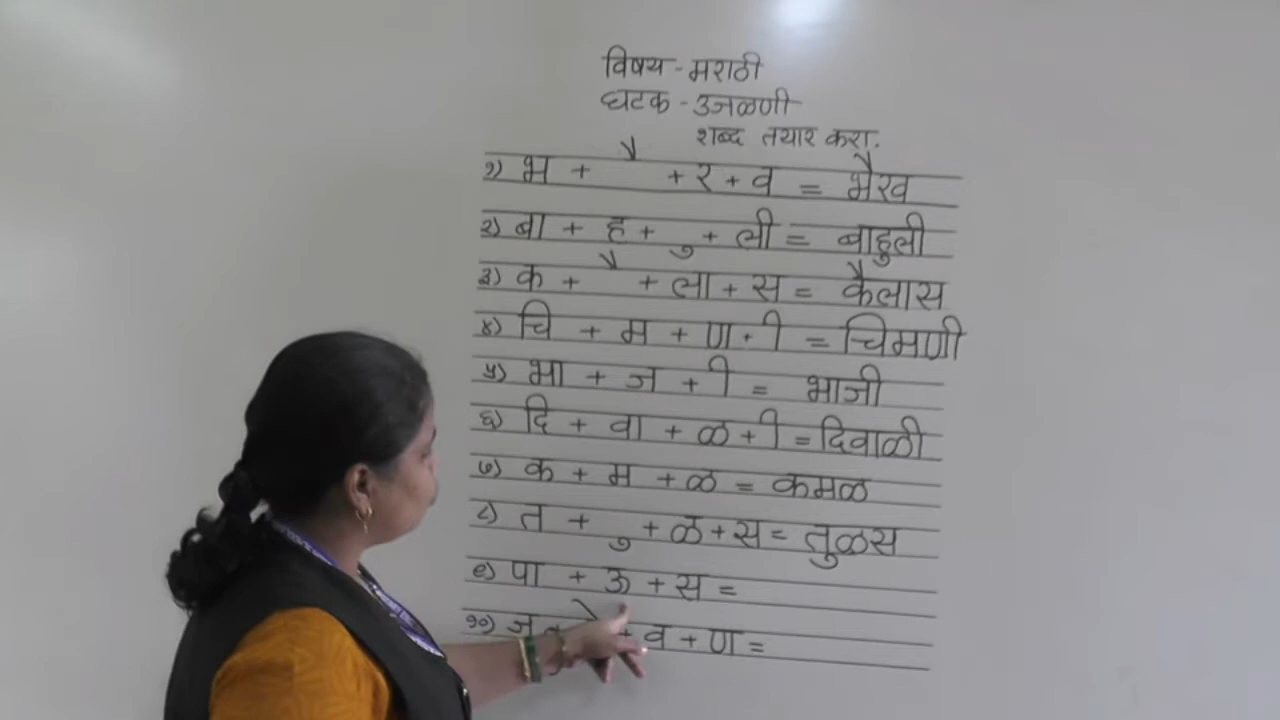 विषय - मराठी
घटक - उजळणी
शब्द तयार करा.
१) भ + ै + र + व = भैरव
२) बा + ह + ु + ली = बाहुली
३) क + ै + ला + स = कैलास
४) चि + म + ण + ी = चिमणी
५) भा + ज + ी = भाजी
६) दि + वा + ळ + ी = दिवाळी
७) क + म + ळ = कमळ
८) त + ु + ळ + स = तुळस
९) पा + ऊ + स =
१०) ज + े + व + ण =